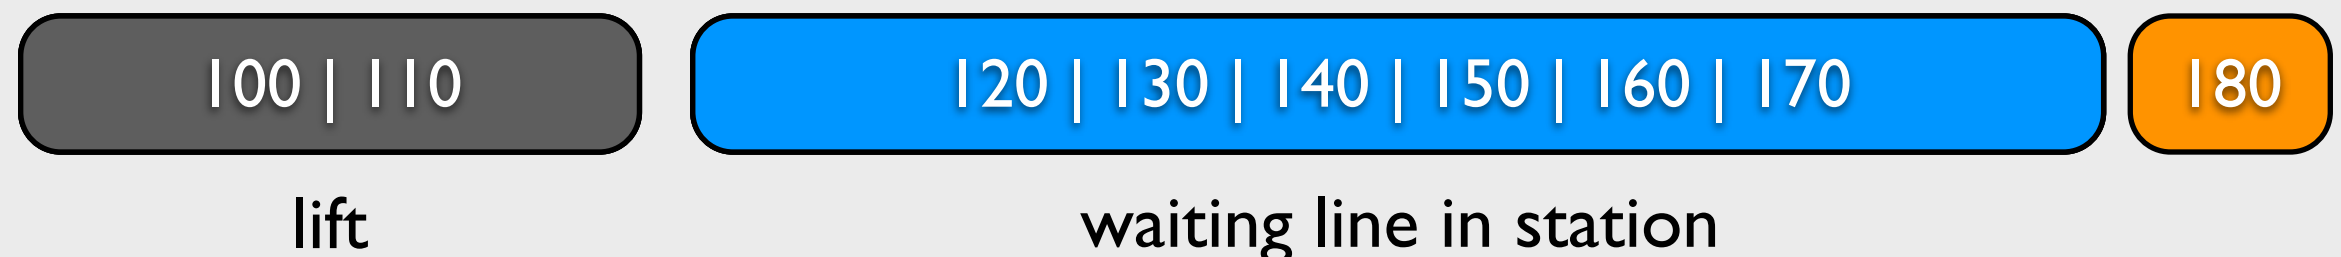 100 | 110
120 | 130 | 140 | 150 | 160 | 170
180
lift
waiting line in station